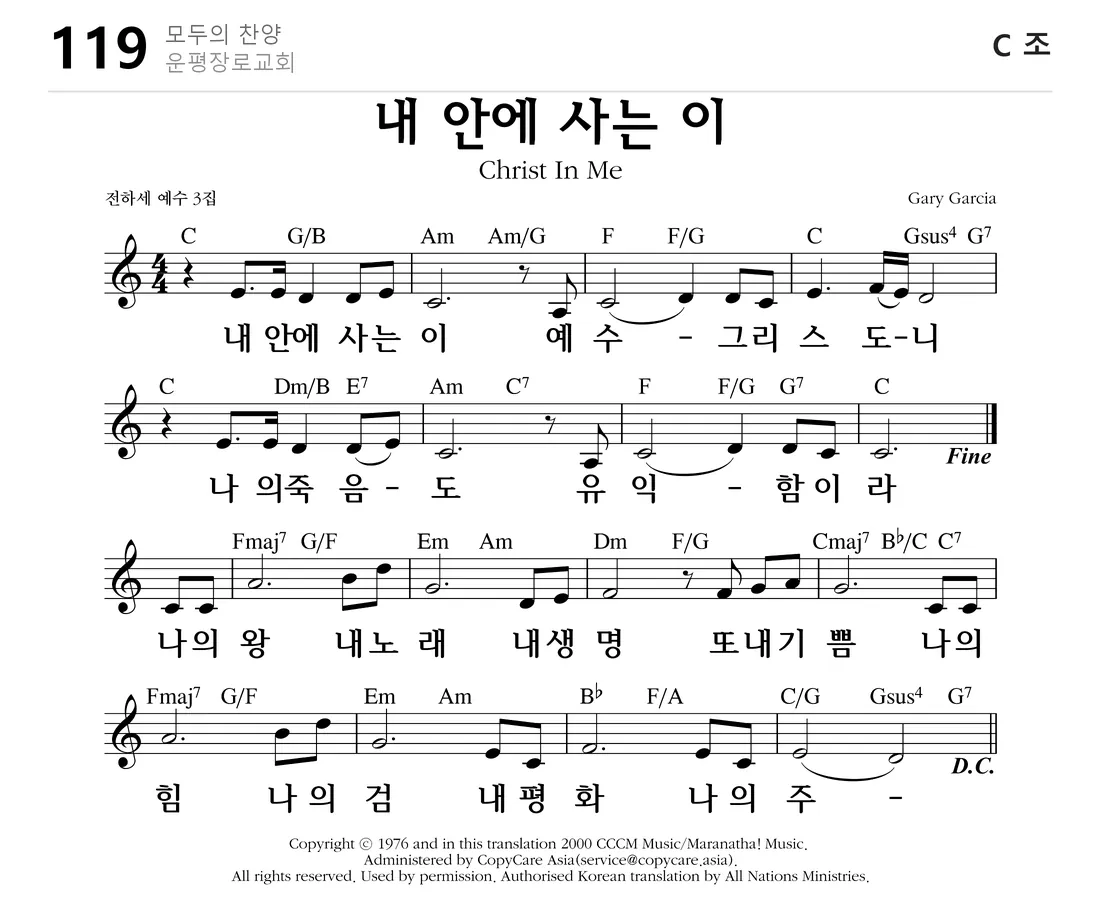 119
모두의 찬양
운평장로교회
C 조
내 안에 사는 이
Christ In Me
전하세 예수 3집
Gary Garcia
C G/B Am Am/G F F/G C Gsus4 G7
내 안에 사는 이 예 수 - 그리 스 도-니
C Dm/B E7 Am C7 F F/G G7 C
Fine
나 의죽 음- 도 유 익 - 함이 라
Fmaj7 G/F Em Am Dm F/G Cmaj7 B♭/C C7
나의 왕 내노 래 내생 명 또내기 쁨 나의
Fmaj7 G/F Em Am B♭ F/A C/G Gsus4 G7
D.C.
힘 나의 검 내평 화 나의 주 -
Copyright ⓒ 1976 and in this translation 2000 CCCM Music/Maranatha! Music.
Administered by CopyCare Asia(service@copycare.asia).
All rights reserved. Used by permission. Authorised Korean translation by All Nations Ministries.